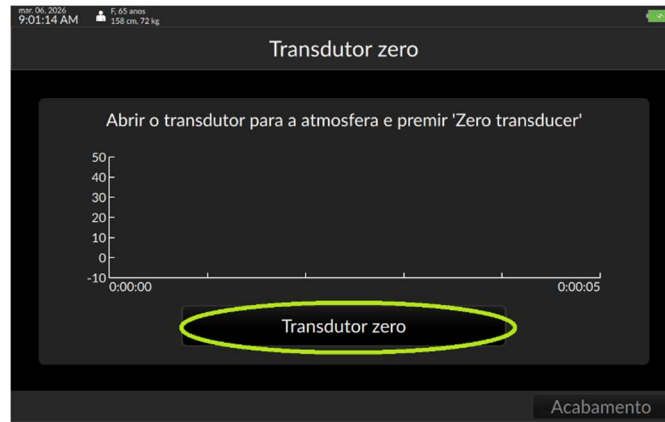 mar. 06, 2026
9:01:14 AM
F, 65 anos
158 cm, 72 kg
Transdutor zero
Abrir o transdutor para a atmosfera e premir 'Zero transducer'
50
40
30
20
10
0
-10
0:00:00
0:00:05
Transdutor zero
Acabamento